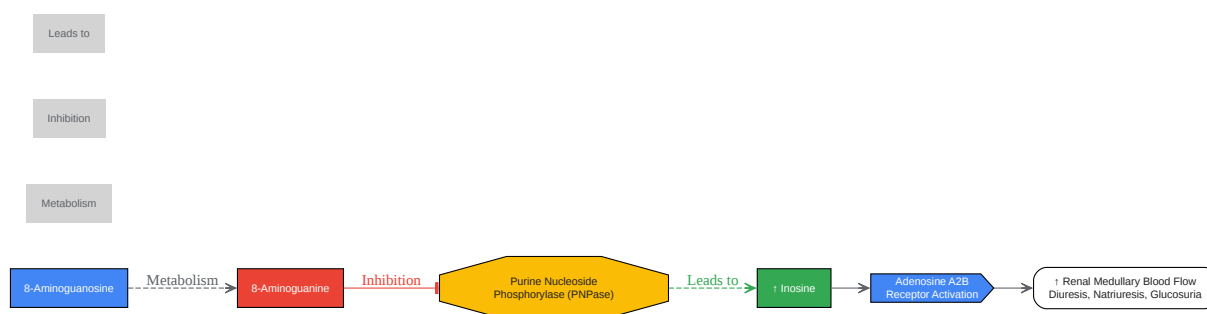 Leads to
Inhibition
Metabolism
8-Aminoguanosine
Metabolism
8-Aminoguanine
Inhibition
Purine Nucleoside
Phosphorylase (PNPase)
Leads to
↑ Inosine
Adenosine A2B
Receptor Activation
↑ Renal Medullary Blood Flow
Diuresis, Natriuresis, Glucosuria